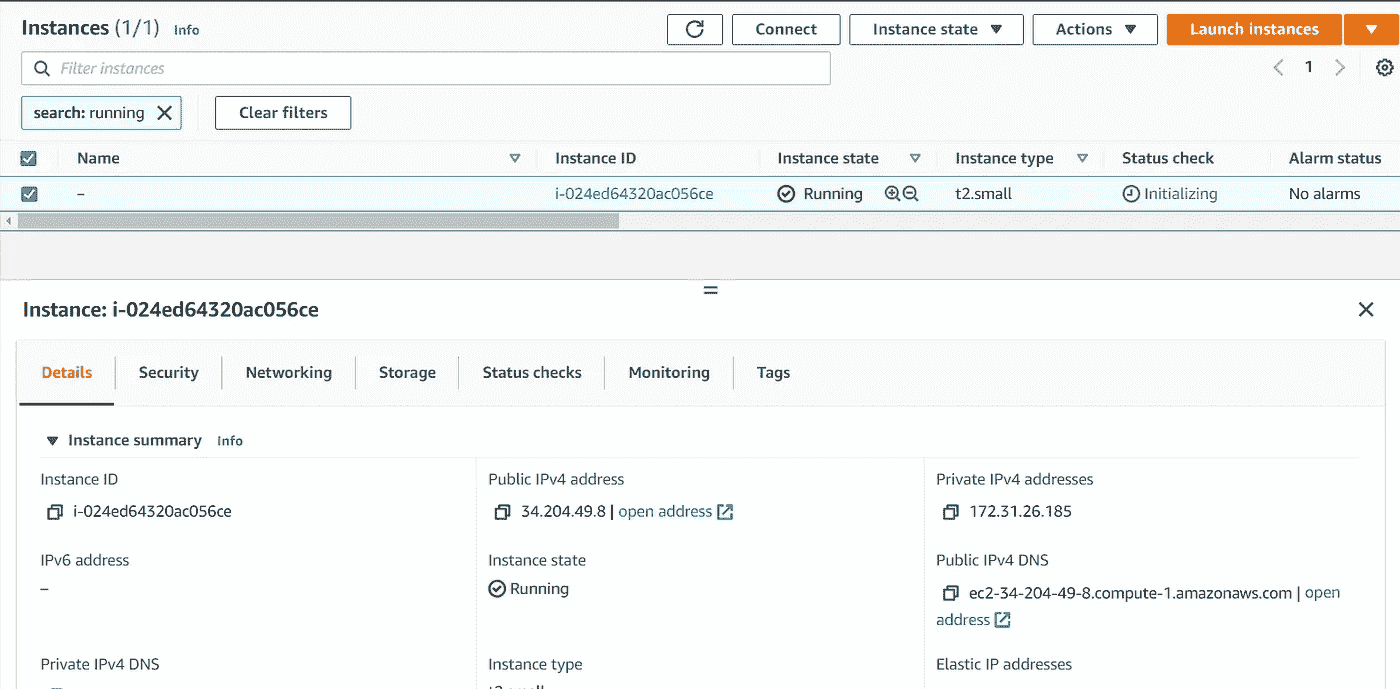 Instances (1/1) Info
Connect
Instance state
Actions
Launch instances
Filter instances
1
search: running
Clear filters
Name Instance ID Instance state Instance type Status check Alarm status
– i-024ed64320ac056ce Running t2.small Initializing No alarms
Instance: i-024ed64320ac056ce
Details Security Networking Storage Status checks Monitoring Tags
Instance summary Info
Instance ID Public IPv4 address Private IPv4 addresses
i-024ed64320ac056ce 34.204.49.8 | open address 172.31.26.185
IPv6 address Instance state Public IPv4 DNS
– Running ec2-34-204-49-8.compute-1.amazonaws.com | open
address
Private IPv4 DNS Instance type Elastic IP addresses
t2.small